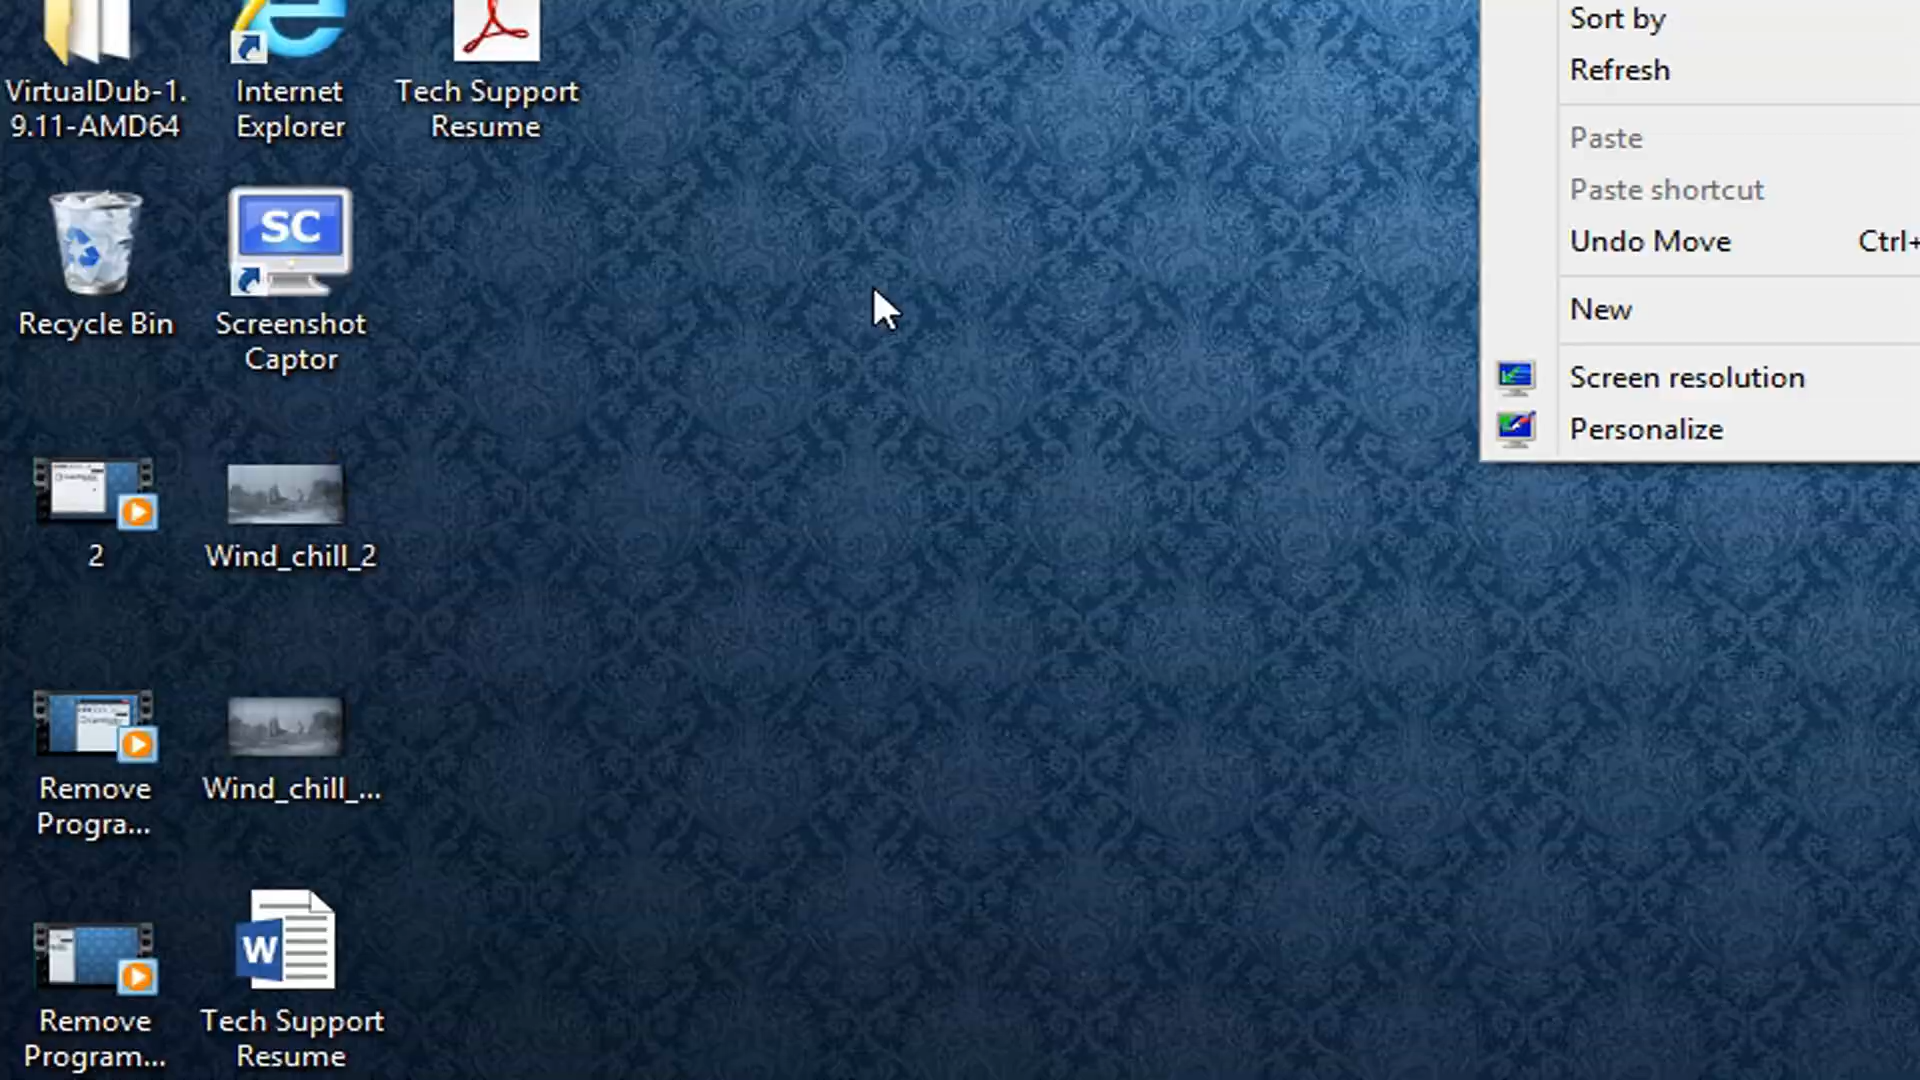 VirtualDub-1.
9.11-AMD64
Internet
Explorer
Tech Support
Resume
Recycle Bin
SC
Screenshot
Captor
2
Wind_chill_2
Remove
Progra...
Wind_chill_...
Remove
Program...
W
Tech Support
Resume
Sort by
Refresh
Paste
Paste shortcut
Undo Move Ctrl+
New
Screen resolution
Personalize